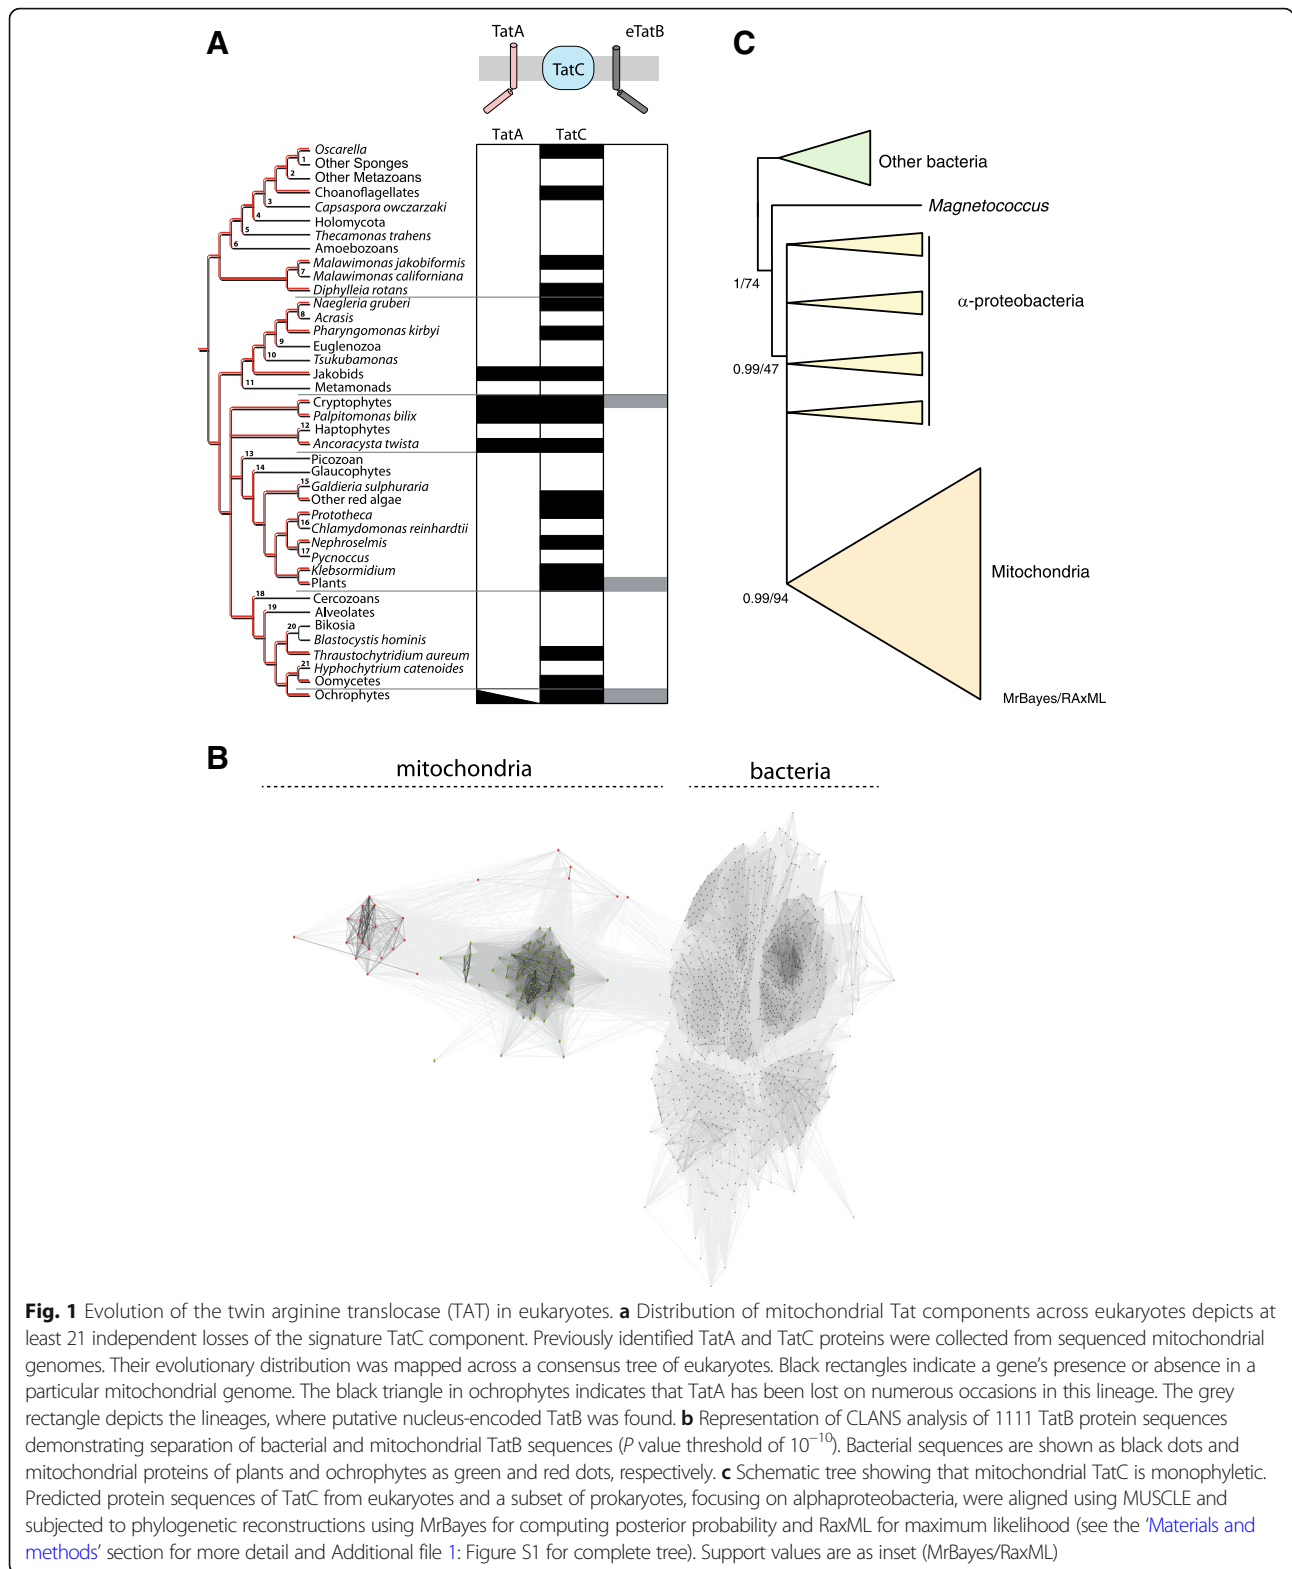 A
TatA
eTatB
TatC
TatA
TatC
Oscarella
1
Other Sponges
2
Other Metazoans
Choanoflagellates
3
Capsaspora owczarzaki
4
Holomycota
5
Thecamonas trahens
6
Amoebozoans
Malawimonas jakobiformis
7
Malawimonas californiana
Diphylleia rotans
Naegleria gruberi
8
Acrasis
Pharyngomonas kirbyi
9
Euglenozoa
10
Tsukubamonas
Jakobids
11
Metamonads
Cryptophytes
Palpitomonas bilix
12
Haptophytes
Ancoracysta twista
13
Picozoan
14
Glaucophytes
15
Galdieria sulphuraria
Other red algae
Prototheca
16
Chlamydomonas reinhardtii
Nephroselmis
17
Pycnoccus
Klebsormidium
Plants
18
Cercozoans
19
Alveolates
20
Bikosia
Blastocystis hominis
Thraustochytridium aureum
21
Hyphochytrium catenoides
Oomycetes
Ochrophytes
C
Other bacteria
Magnetococcus
1/74
α-proteobacteria
0.99/47
Mitochondria
0.99/94
MrBayes/RAxML
B
mitochondria
bacteria
Fig. 1 Evolution of the twin arginine translocase (TAT) in eukaryotes. a Distribution of mitochondrial Tat components across eukaryotes depicts at
least 21 independent losses of the signature TatC component. Previously identified TatA and TatC proteins were collected from sequenced mitochondrial
genomes. Their evolutionary distribution was mapped across a consensus tree of eukaryotes. Black rectangles indicate a gene's presence or absence in a
particular mitochondrial genome. The black triangle in ochrophytes indicates that TatA has been lost on numerous occasions in this lineage. The grey
rectangle depicts the lineages, where putative nucleus-encoded TatB was found. b Representation of CLANS analysis of 1111 TatB protein sequences
demonstrating separation of bacterial and mitochondrial TatB sequences (P value threshold of 10⁻¹⁰). Bacterial sequences are shown as black dots and
mitochondrial proteins of plants and ochrophytes as green and red dots, respectively. c Schematic tree showing that mitochondrial TatC is monophyletic.
Predicted protein sequences of TatC from eukaryotes and a subset of prokaryotes, focusing on alphaproteobacteria, were aligned using MUSCLE and
subjected to phylogenetic reconstructions using MrBayes for computing posterior probability and RaxML for maximum likelihood (see the 'Materials and
methods' section for more detail and Additional file 1: Figure S1 for complete tree). Support values are as inset (MrBayes/RaxML)